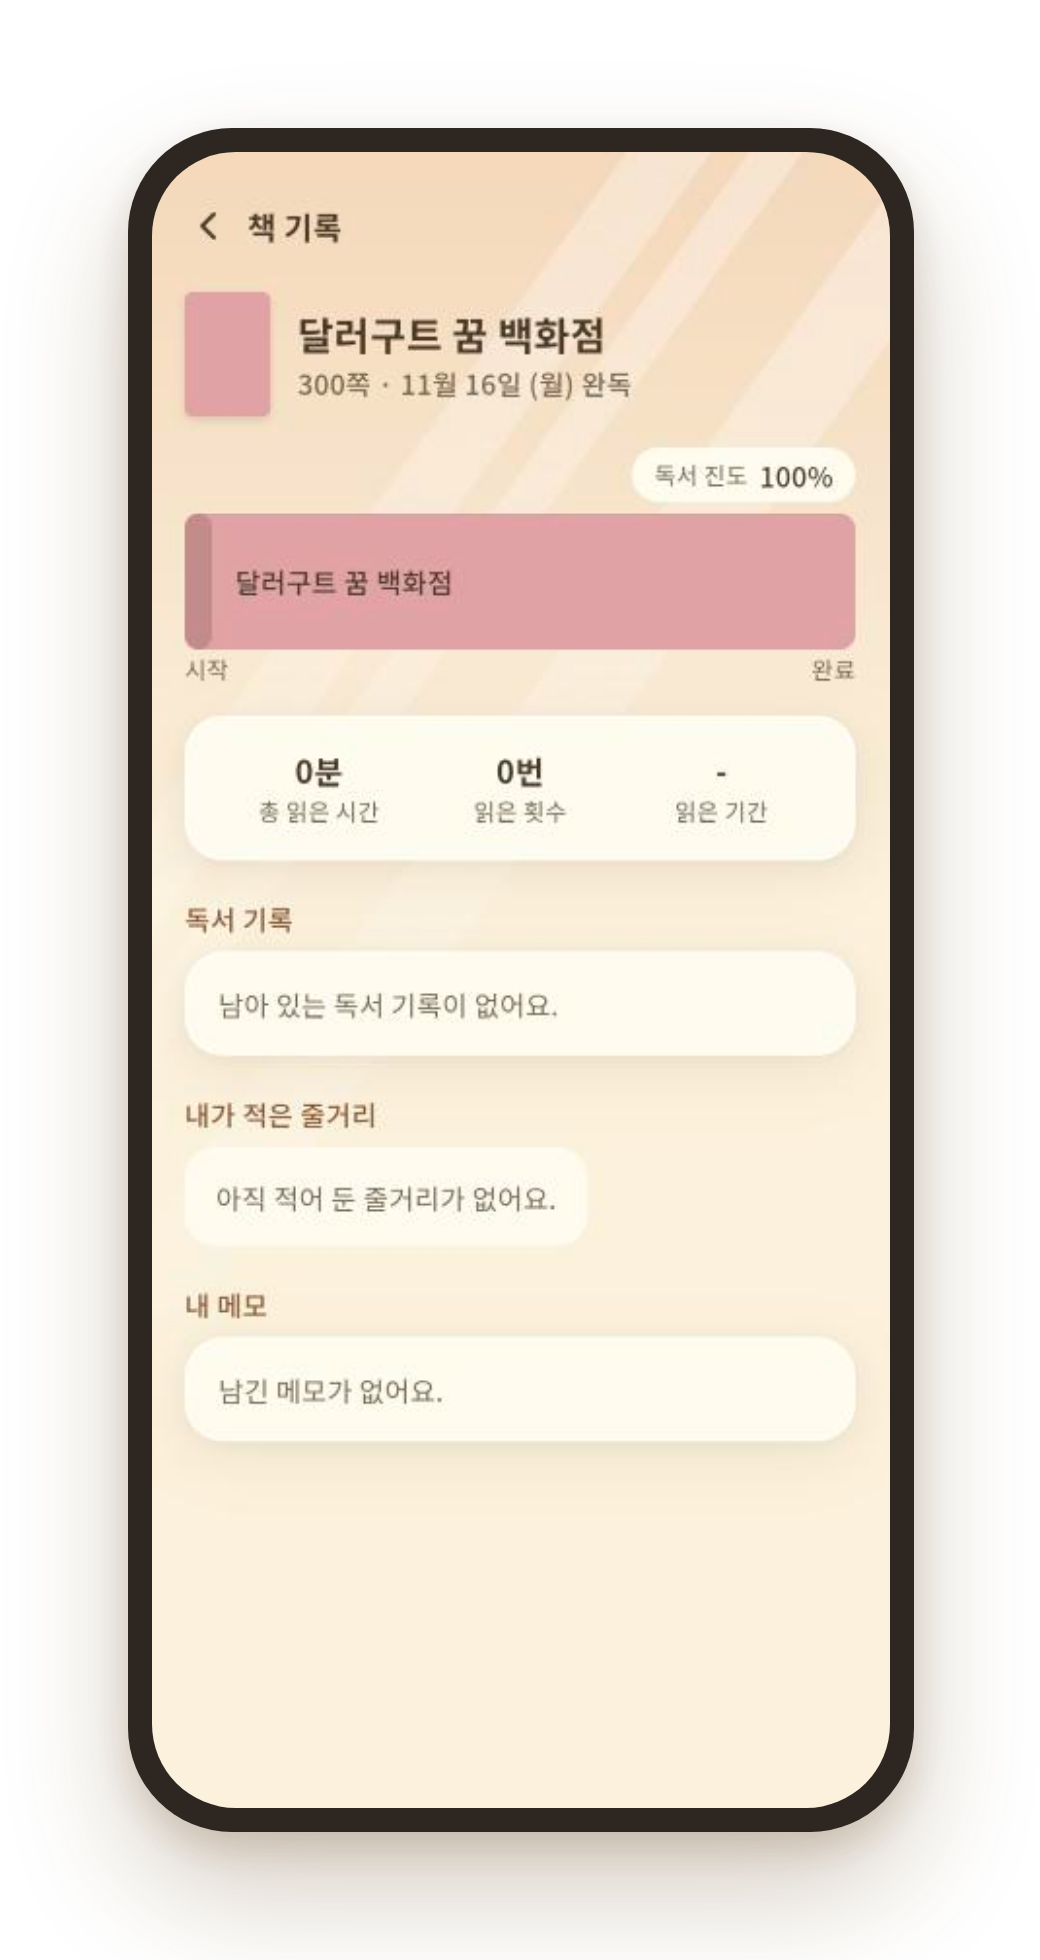 책 기록
달러구트 꿈 백화점
300쪽 · 11월 16일 (월) 완독
독서 진도 100%
달러구트 꿈 백화점
시작 완료
0분 0번 -
총 읽은 시간 읽은 횟수 읽은 기간
독서 기록
남아 있는 독서 기록이 없어요.
내가 적은 줄거리
아직 적어 둔 줄거리가 없어요.
내 메모
남긴 메모가 없어요.